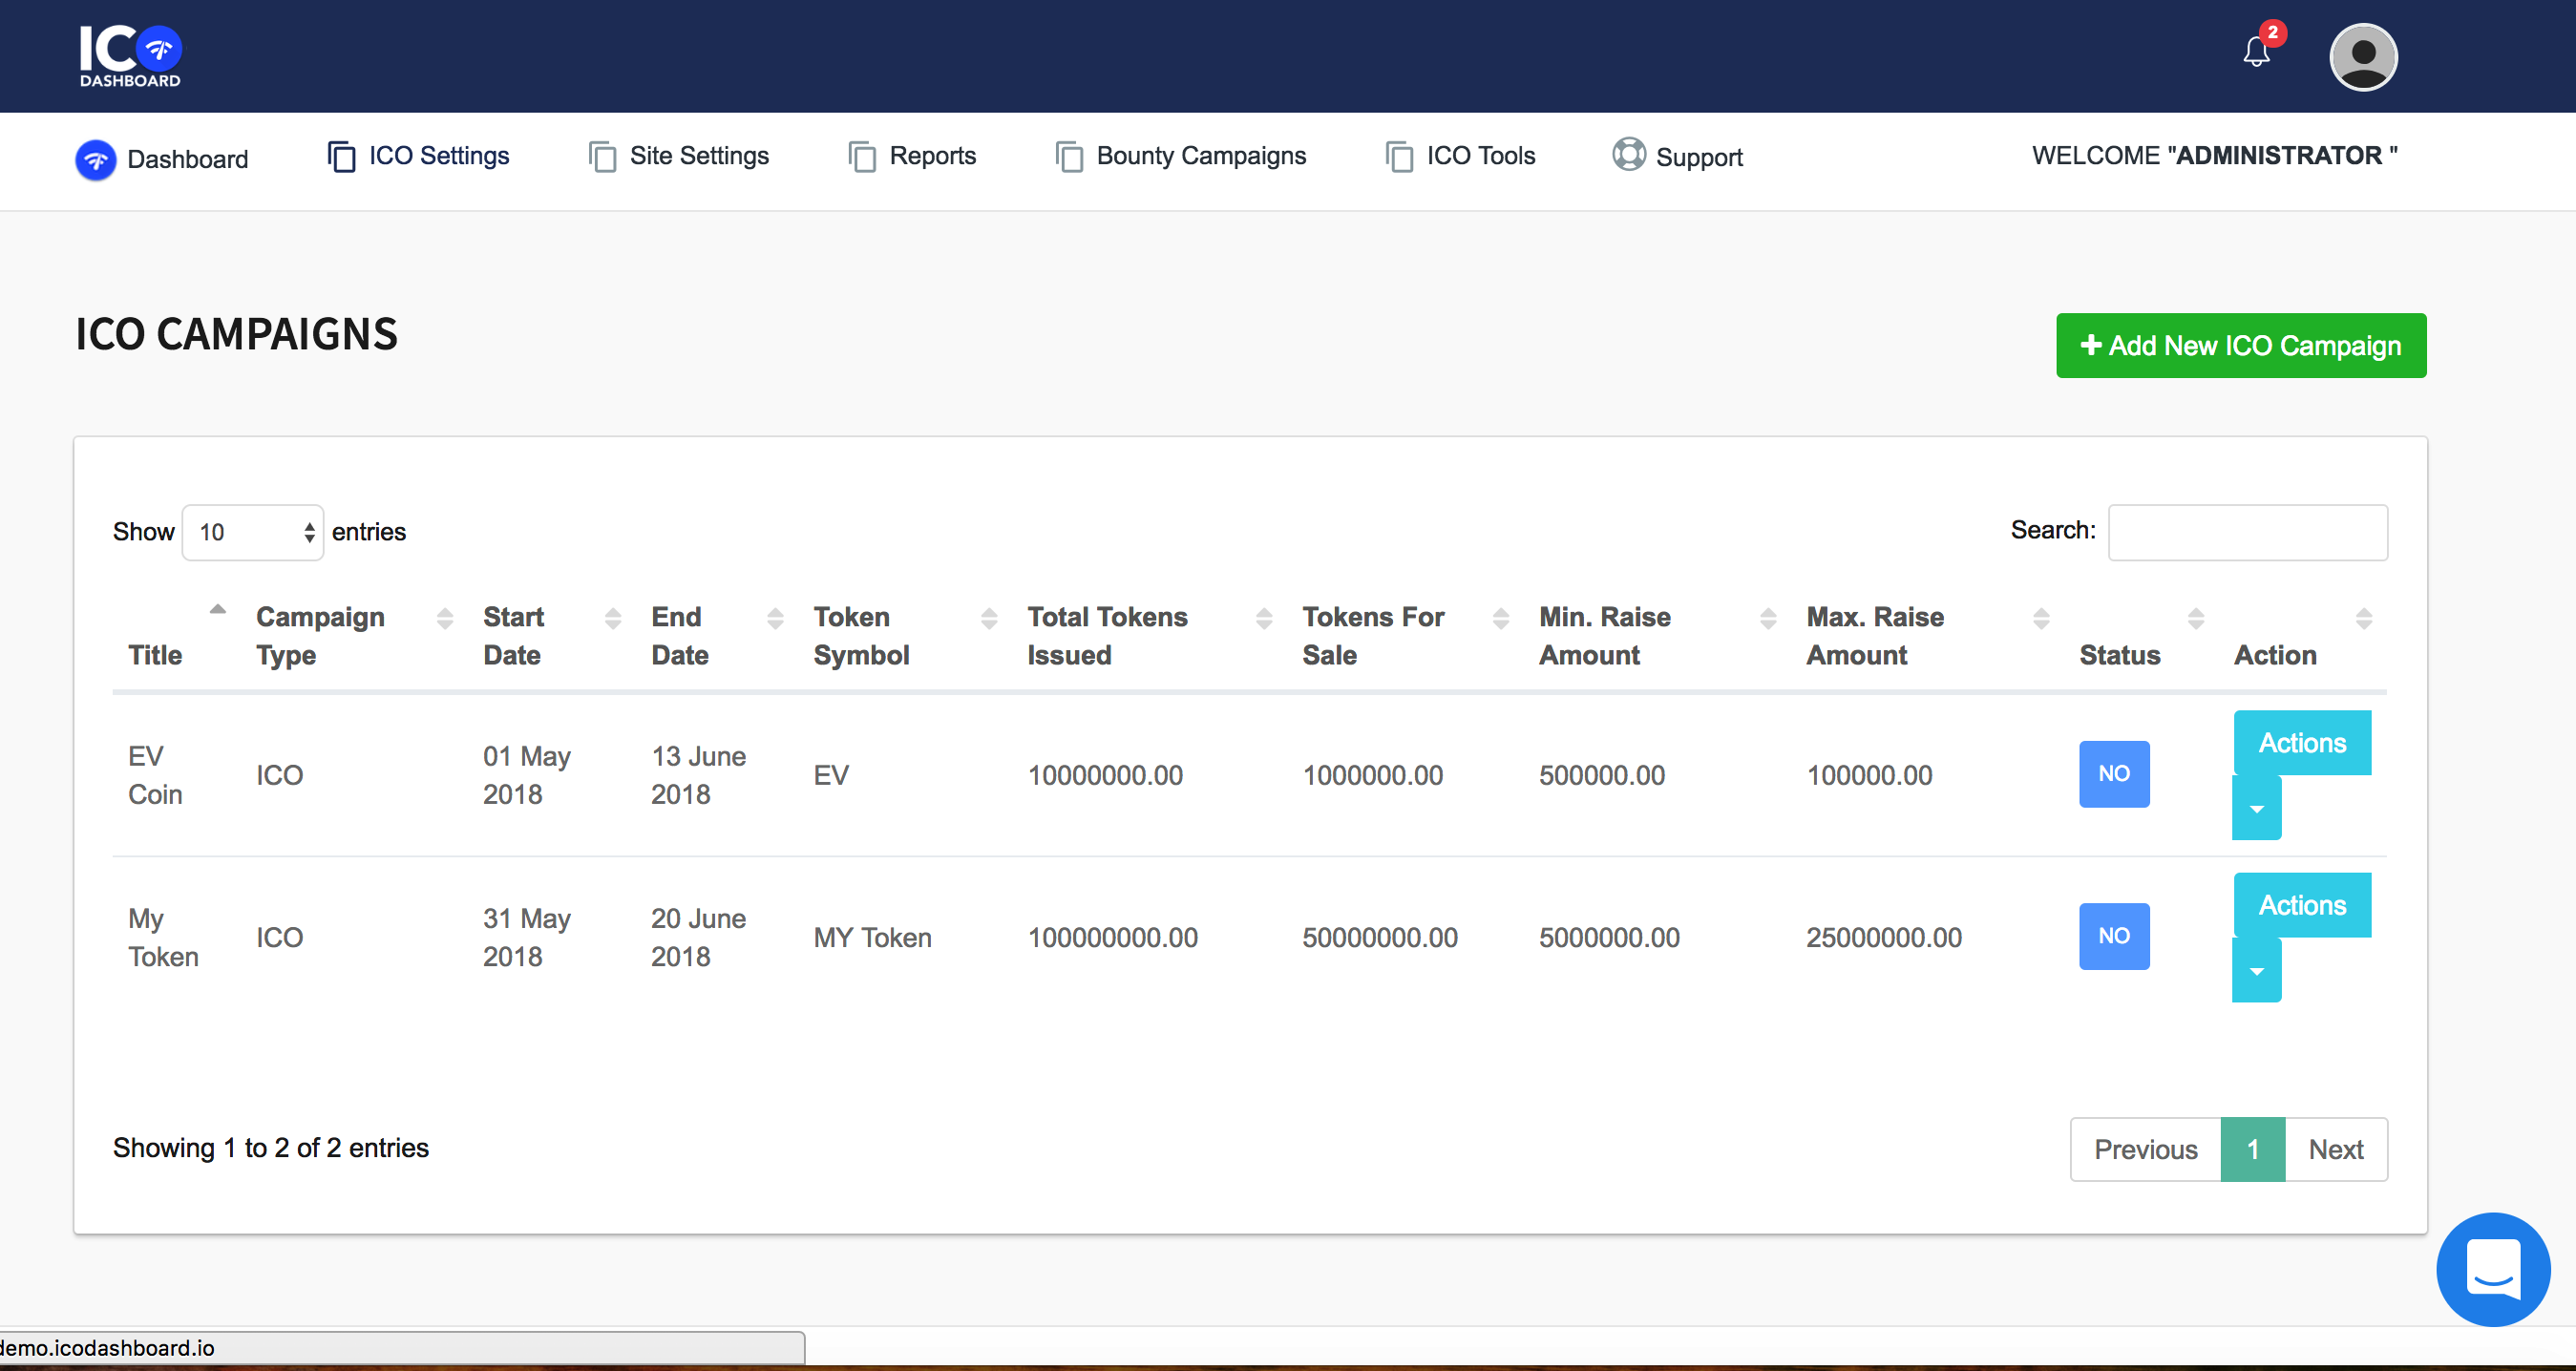 ICO
DASHBOARD
2
Dashboard
ICO Settings
Site Settings
Reports
Bounty Campaigns
ICO Tools
Support
WELCOME "ADMINISTRATOR "
ICO CAMPAIGNS
+ Add New ICO Campaign
Show 10 entries
Search:
Title
Campaign Type
Start Date
End Date
Token Symbol
Total Tokens Issued
Tokens For Sale
Min. Raise Amount
Max. Raise Amount
Status
Action
EV Coin
ICO
01 May 2018
13 June 2018
EV
10000000.00
1000000.00
500000.00
100000.00
NO
Actions
My Token
ICO
31 May 2018
20 June 2018
MY Token
100000000.00
50000000.00
5000000.00
25000000.00
NO
Actions
Showing 1 to 2 of 2 entries
Previous 1 Next
demo.icodashboard.io